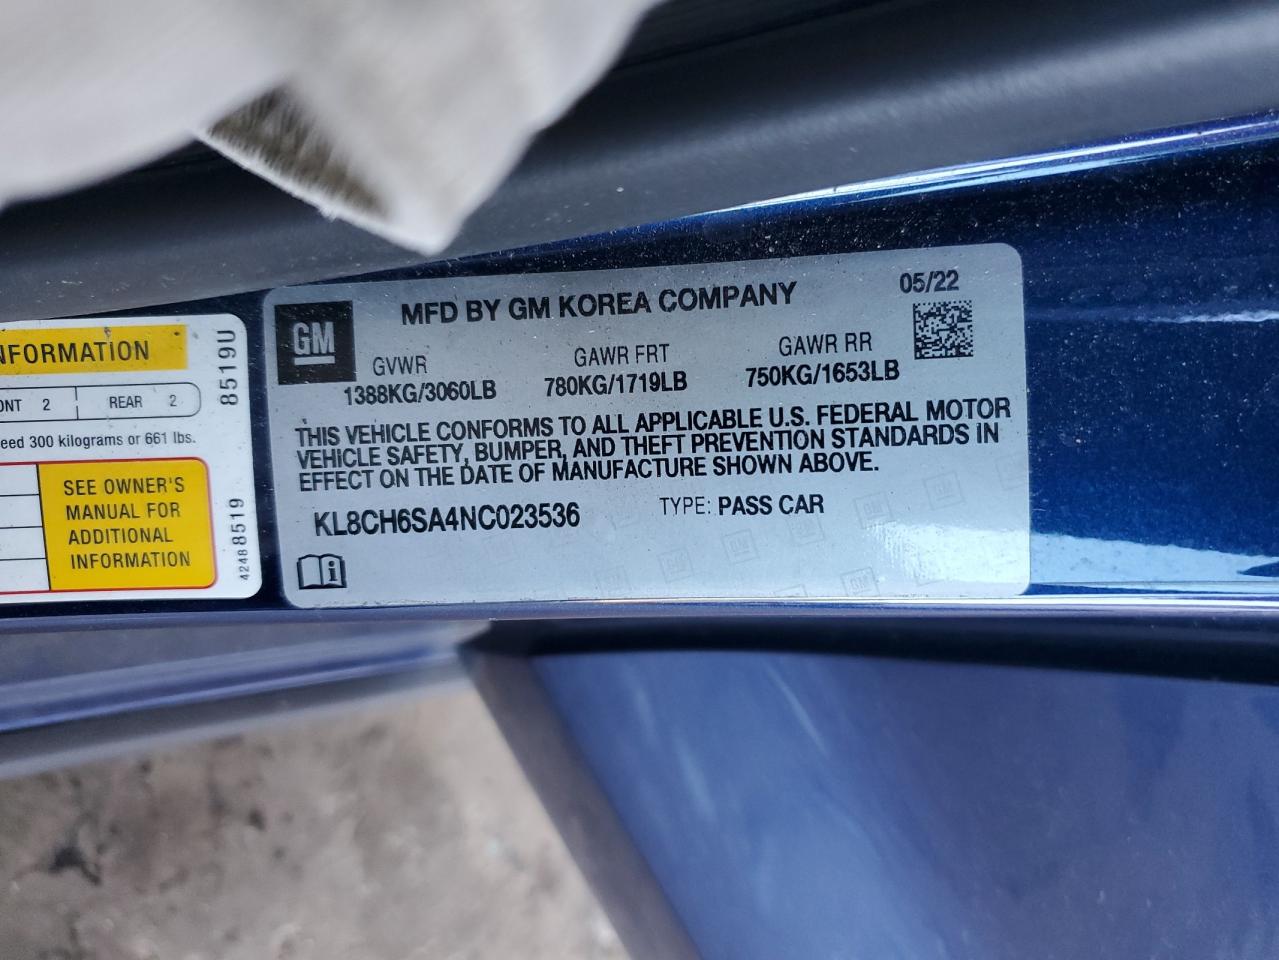 MFD BY GM KOREA COMPANY
05/22
GM
GVWR
1388KG/3060LB
GAWR FRT
780KG/1719LB
GAWR RR
750KG/1653LB
THIS VEHICLE CONFORMS TO ALL APPLICABLE U.S. FEDERAL MOTOR
VEHICLE SAFETY, BUMPER, AND THEFT PREVENTION STANDARDS IN
EFFECT ON THE DATE OF MANUFACTURE SHOWN ABOVE.
KL8CH6SA4NC023536
TYPE: PASS CAR
NFORMATION
ONT 2
REAR 2
eed 300 kilograms or 661 lbs.
SEE OWNER'S
MANUAL FOR
ADDITIONAL
INFORMATION
8519U
42488519